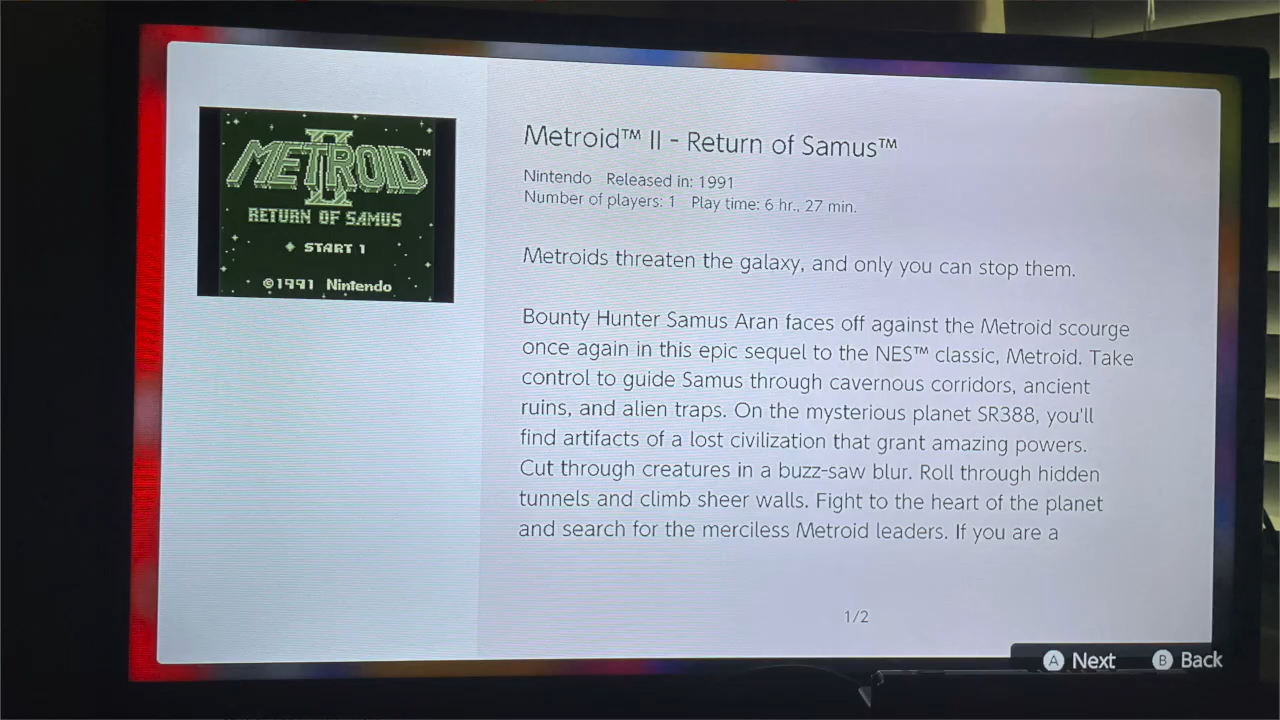 METROID™
II
RETURN OF SAMUS
START 1
©1991 Nintendo
Metroid™ II - Return of Samus™
Nintendo Released in: 1991
Number of players: 1 Play time: 6 hr., 27 min.
Metroids threaten the galaxy, and only you can stop them.
Bounty Hunter Samus Aran faces off against the Metroid scourge
once again in this epic sequel to the NES™ classic, Metroid. Take
control to guide Samus through cavernous corridors, ancient
ruins, and alien traps. On the mysterious planet SR388, you'll
find artifacts of a lost civilization that grant amazing powers.
Cut through creatures in a buzz-saw blur. Roll through hidden
tunnels and climb sheer walls. Fight to the heart of the planet
and search for the merciless Metroid leaders. If you are a
1/2
A Next B Back